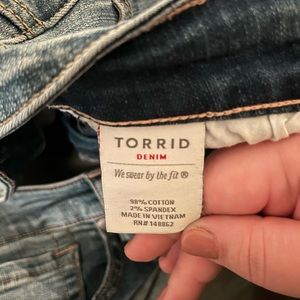 TORRID
DENIM
We swear by the fit ®
98% COTTON
2% SPANDEX
MADE IN VIETNAM
RN# 148862